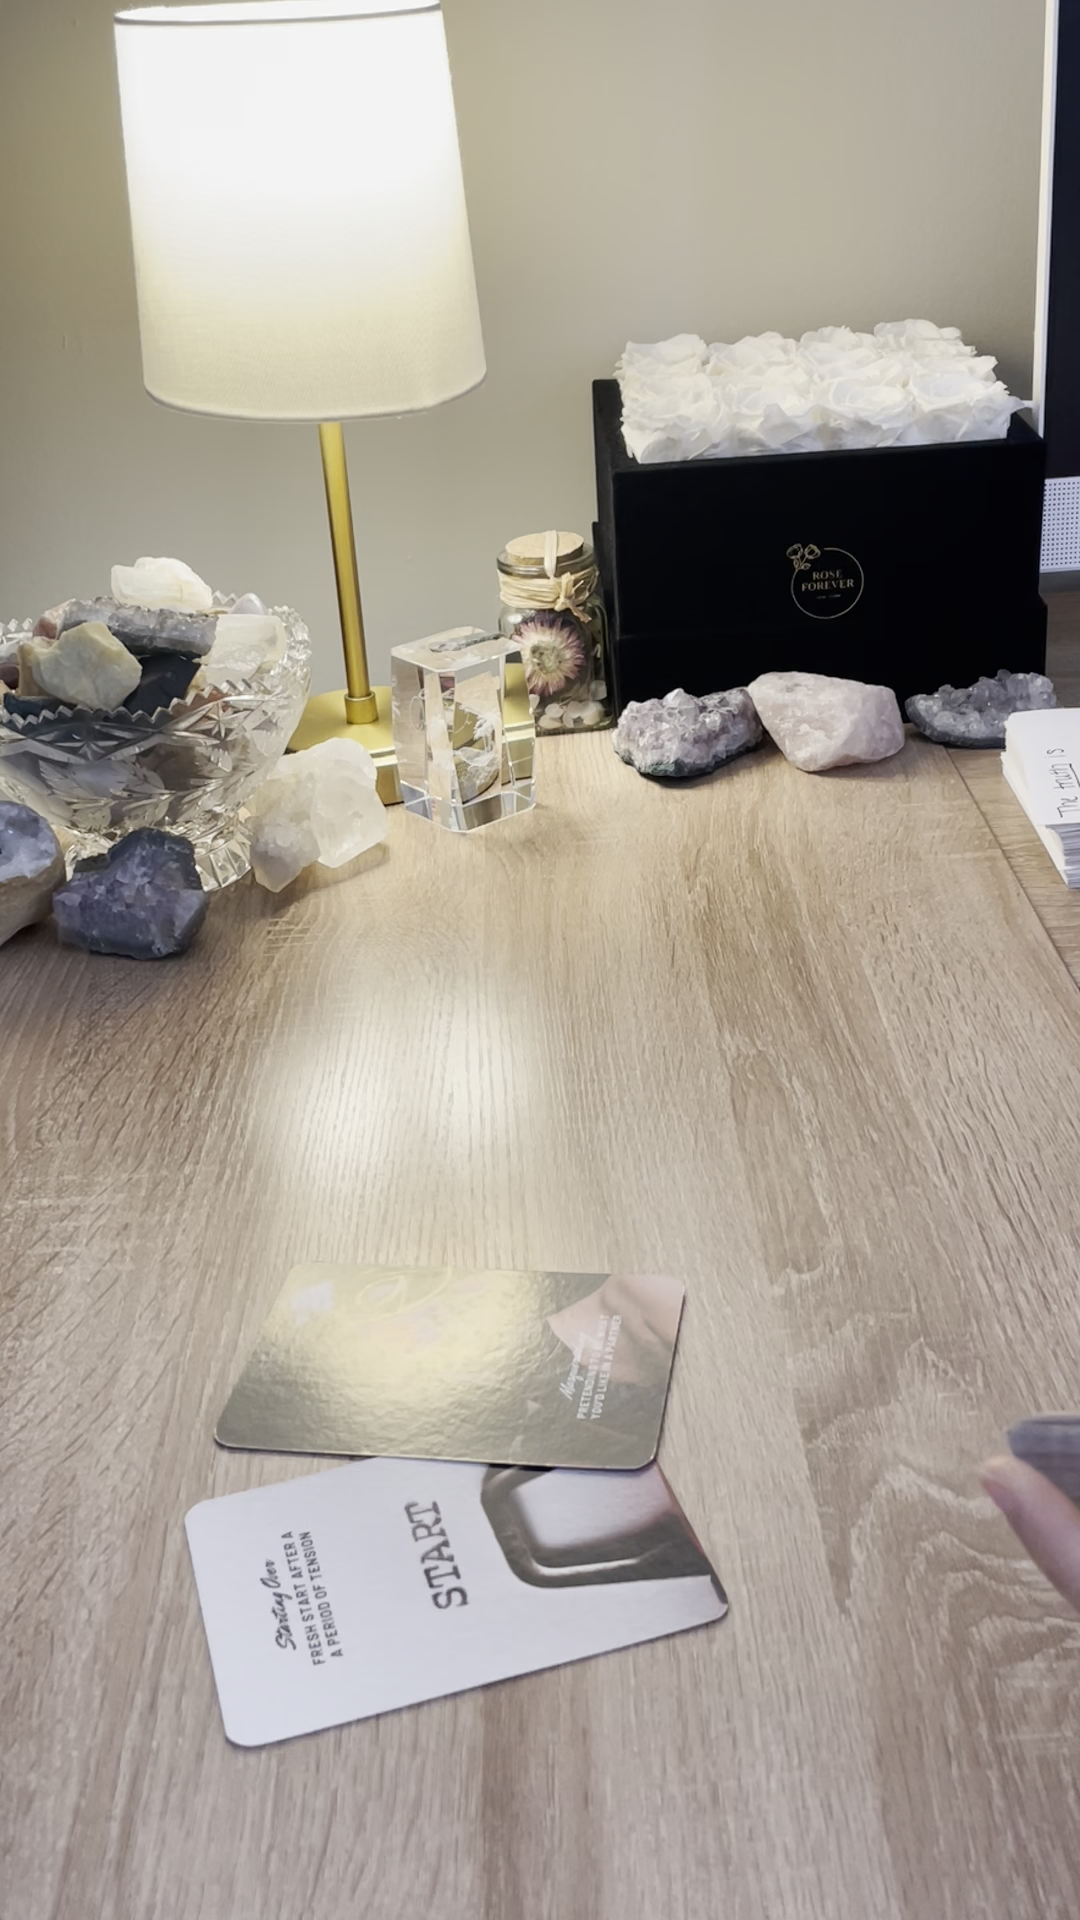 ROSE
FOREVER
The truth is
PRETENDING TO BE WHAT
YOU'D LIKE IN A PARTNER
START
Starting Over
FRESH START AFTER A
A PERIOD OF TENSION